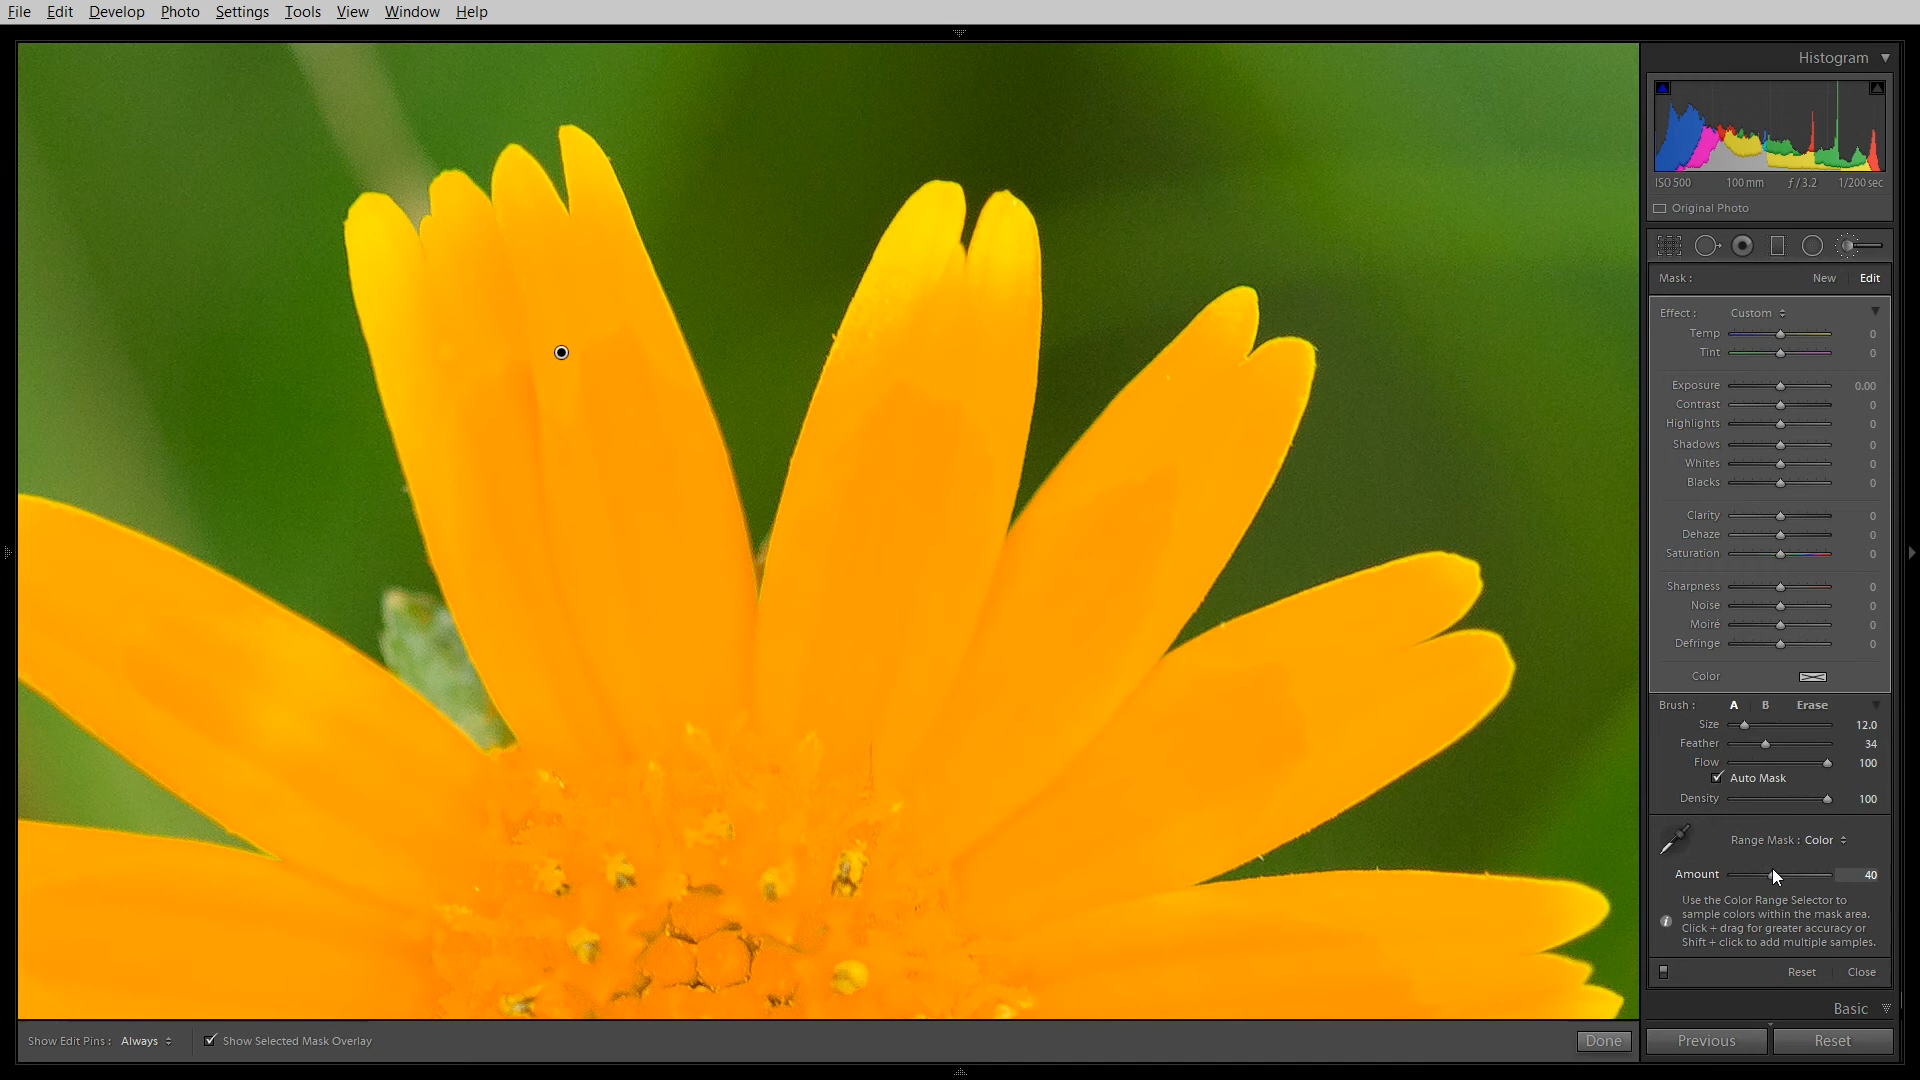 File Edit Develop Photo Settings Tools View Window Help
Histogram
ISO 500 100 mm ƒ / 3.2 1/200 sec
Original Photo
Mask : New Edit
Effect : Custom
Temp 0
Tint 0
Exposure 0.00
Contrast 0
Highlights 0
Shadows 0
Whites 0
Blacks 0
Clarity 0
Dehaze 0
Saturation 0
Sharpness 0
Noise 0
Moiré 0
Defringe 0
Color
Brush : A B Erase
Size 12.0
Feather 34
Flow 100
Auto Mask
Density 100
Range Mask : Color
Amount 40
Use the Color Range Selector to
sample colors within the mask area.
Click + drag for greater accuracy or
Shift + click to add multiple samples.
Reset Close
Basic
Show Edit Pins : Always Show Selected Mask Overlay Done
Previous Reset